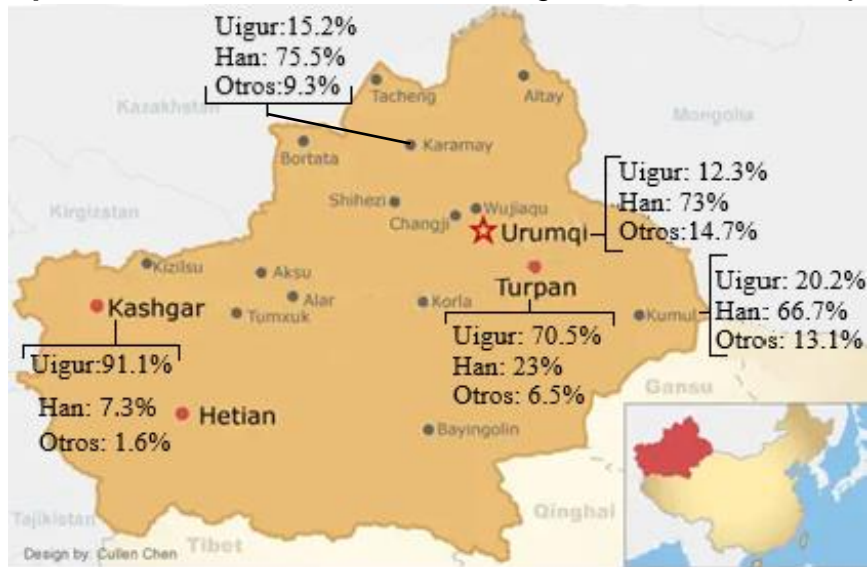 Uigur:15.2%
Han: 75.5%
Otros:9.3%
Kazakhstan
Tacheng
Altay
Mongolia
Bortata
Karamay
Uigur: 12.3%
Han: 73%
Otros:14.7%
Kirgizstan
Shihezi
Changji
Wujiaqu
Urumqi
Kizilsu
Aksu
Turpan
Uigur: 20.2%
Han: 66.7%
Otros: 13.1%
Kashgar
Alar
Tumxuk
Korla
Kumul
Uigur:91.1%
Han: 7.3%
Otros: 1.6%
Uigur: 70.5%
Han: 23%
Otros: 6.5%
Gansu
Hetian
Bayingolin
Qinghai
Tajikistan
Tibet
Design by: Cullen Chen